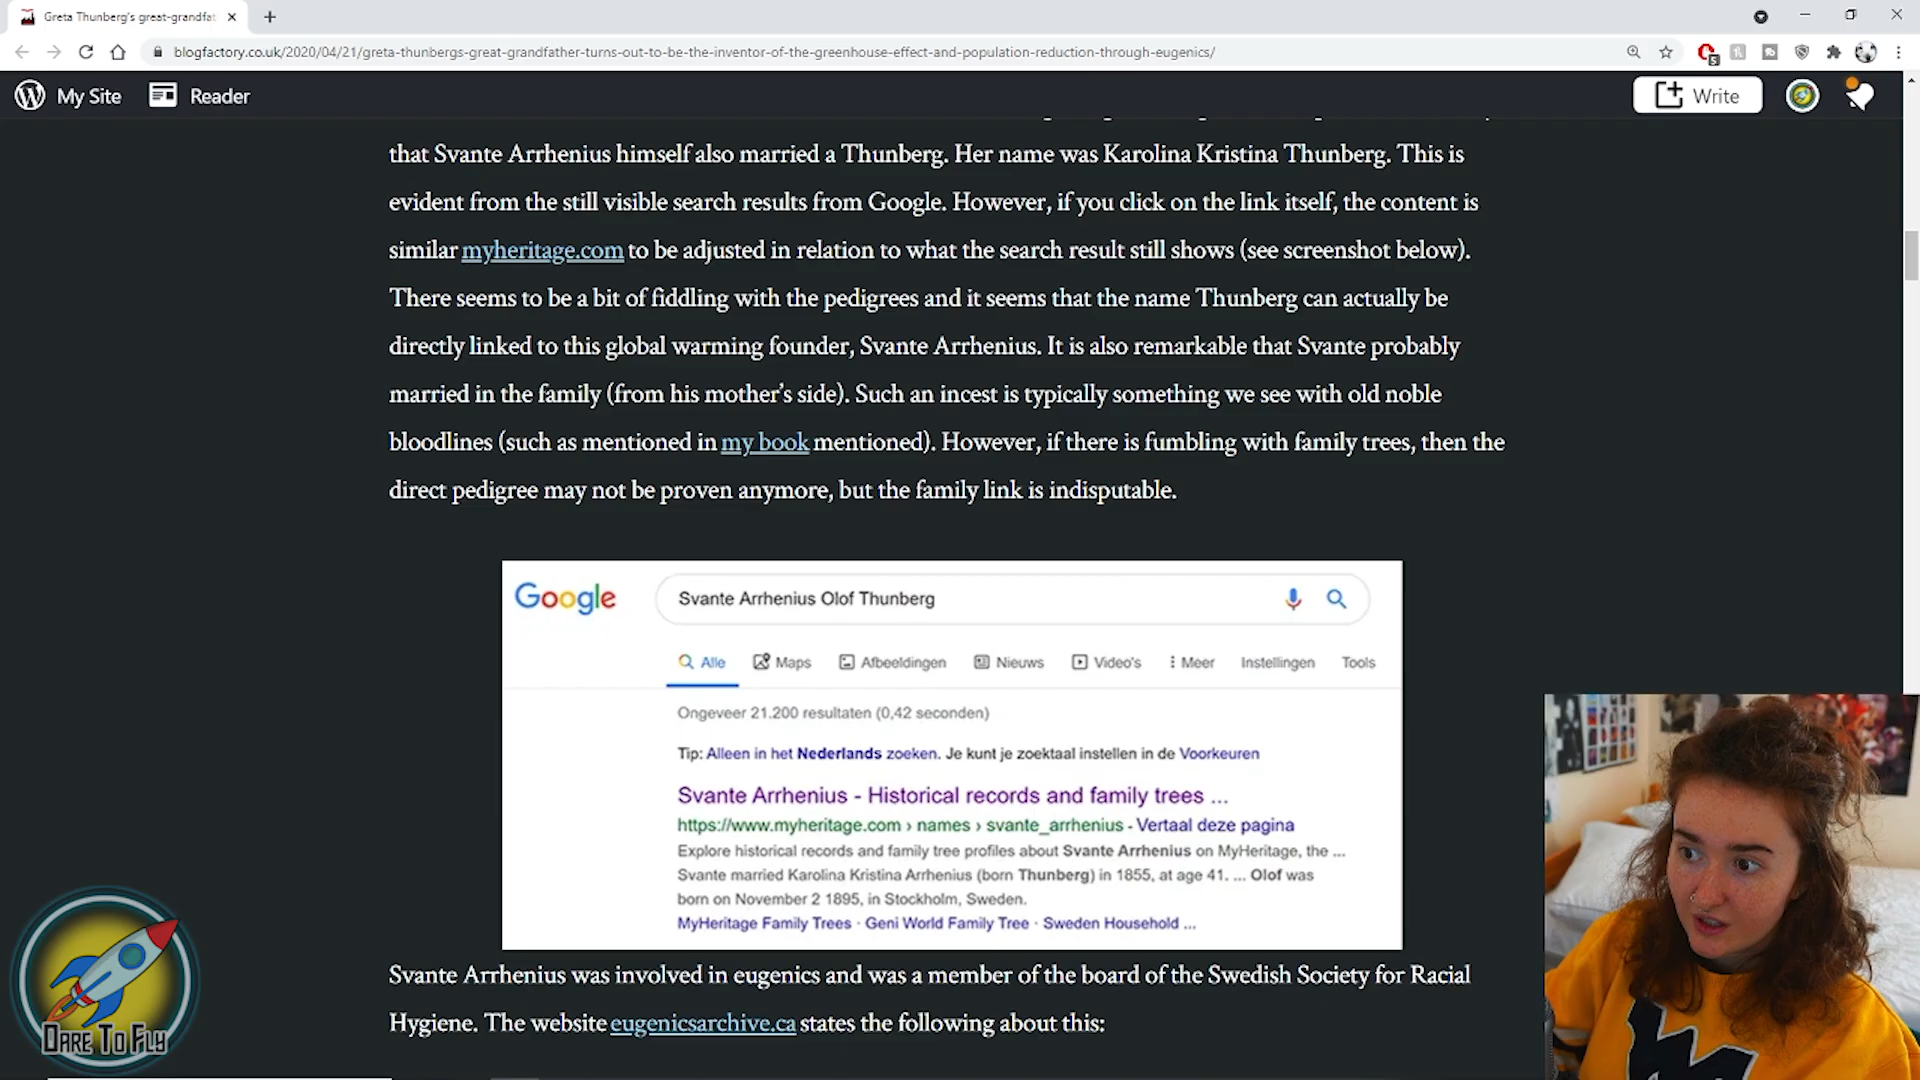 Greta Thunberg's great-grandfat
blogfactory.co.uk/2020/04/21/greta-thunbergs-great-grandfather-turns-out-to-be-the-inventor-of-the-greenhouse-effect-and-population-reduction-through-eugenics/
My Site Reader Write
that Svante Arrhenius himself also married a Thunberg. Her name was Karolina Kristina Thunberg. This is
evident from the still visible search results from Google. However, if you click on the link itself, the content is
similar myheritage.com to be adjusted in relation to what the search result still shows (see screenshot below).
There seems to be a bit of fiddling with the pedigrees and it seems that the name Thunberg can actually be
directly linked to this global warming founder, Svante Arrhenius. It is also remarkable that Svante probably
married in the family (from his mother's side). Such an incest is typically something we see with old noble
bloodlines (such as mentioned in my book mentioned). However, if there is fumbling with family trees, then the
direct pedigree may not be proven anymore, but the family link is indisputable.
Google Svante Arrhenius Olof Thunberg
Alle Maps Afbeeldingen Nieuws Video's Meer Instellingen Tools
Ongeveer 21.200 resultaten (0,42 seconden)
Tip: Alleen in het Nederlands zoeken. Je kunt je zoektaal instellen in de Voorkeuren
Svante Arrhenius - Historical records and family trees ...
https://www.myheritage.com › names › svante_arrhenius - Vertaal deze pagina
Explore historical records and family tree profiles about Svante Arrhenius on MyHeritage, the ...
Svante married Karolina Kristina Arrhenius (born Thunberg) in 1855, at age 41. ... Olof was
born on November 2 1895, in Stockholm, Sweden.
MyHeritage Family Trees · Geni World Family Tree · Sweden Household ...
Svante Arrhenius was involved in eugenics and was a member of the board of the Swedish Society for Racial
Hygiene. The website eugenicsarchive.ca states the following about this:
DARE TO FLY